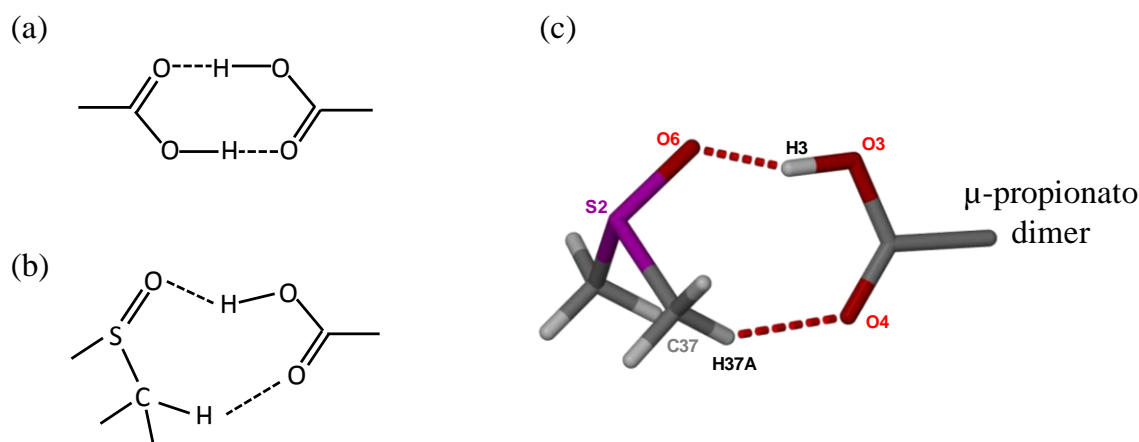 (a)
O H O
O H O
(b)
O
H O
S
O
C H
(c)
O6 H3 O3
S2
µ-propionato
dimer
O4
C37
H37A